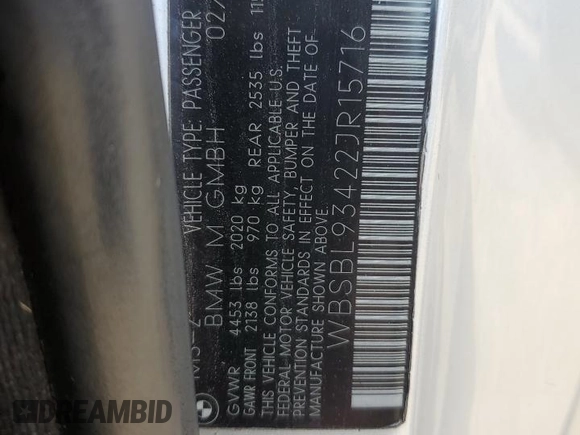 VEHICLE TYPE: PASSENGER
BMW M GMBH
GVWR 4453 lbs 2020 kg
GAWR FRONT 2138 lbs 970 kg REAR 2535 lbs
THIS VEHICLE CONFORMS TO ALL APPLICABLE U.S.
FEDERAL MOTOR VEHICLE SAFETY, BUMPER AND THEFT
PREVENTION STANDARDS IN EFFECT ON THE DATE OF
MANUFACTURE SHOWN ABOVE.
WBSBL93422JR15716
DREAMBID